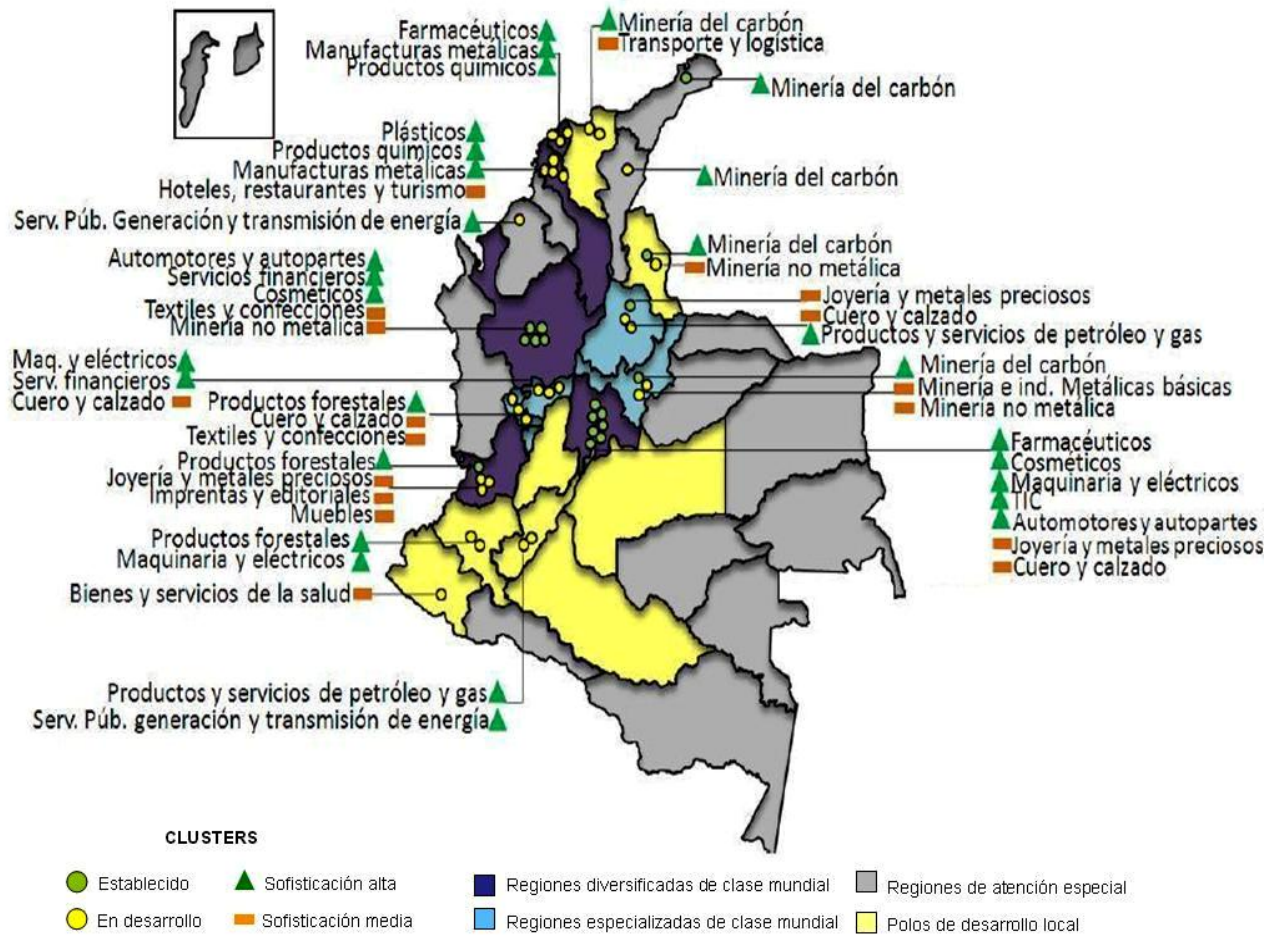 Farmacéuticos
Manufacturas metálicas
Productos químicos
Minería del carbón
Transporte y logística
Minería del carbón
Plásticos
Productos químicos
Manufacturas metálicas
Hoteles, restaurantes y turismo
Minería del carbón
Serv. Púb. Generación y transmisión de energía
Minería del carbón
Minería no metálica
Automotores y autopartes
Servicios financieros
Cosméticos
Textiles y confecciones
Minería no metálica
Joyería y metales preciosos
Cuero y calzado
Productos y servicios de petróleo y gas
Maq. y eléctricos
Serv. financieros
Cuero y calzado
Minería del carbón
Minería e ind. Metálicas básicas
Minería no metálica
Productos forestales
Cuero y calzado
Textiles y confecciones
Farmacéuticos
Cosméticos
Maquinaria y eléctricos
TIC
Automotores y autopartes
Joyería y metales preciosos
Cuero y calzado
Productos forestales
Joyería y metales preciosos
Imprentas y editoriales
Muebles
Productos forestales
Maquinaria y eléctricos
Bienes y servicios de la salud
Productos y servicios de petróleo y gas
Serv. Púb. generación y transmisión de energía
CLUSTERS
Establecido
Sofisticación alta
Regiones diversificadas de clase mundial
Regiones de atención especial
En desarrollo
Sofisticación media
Regiones especializadas de clase mundial
Polos de desarrollo local